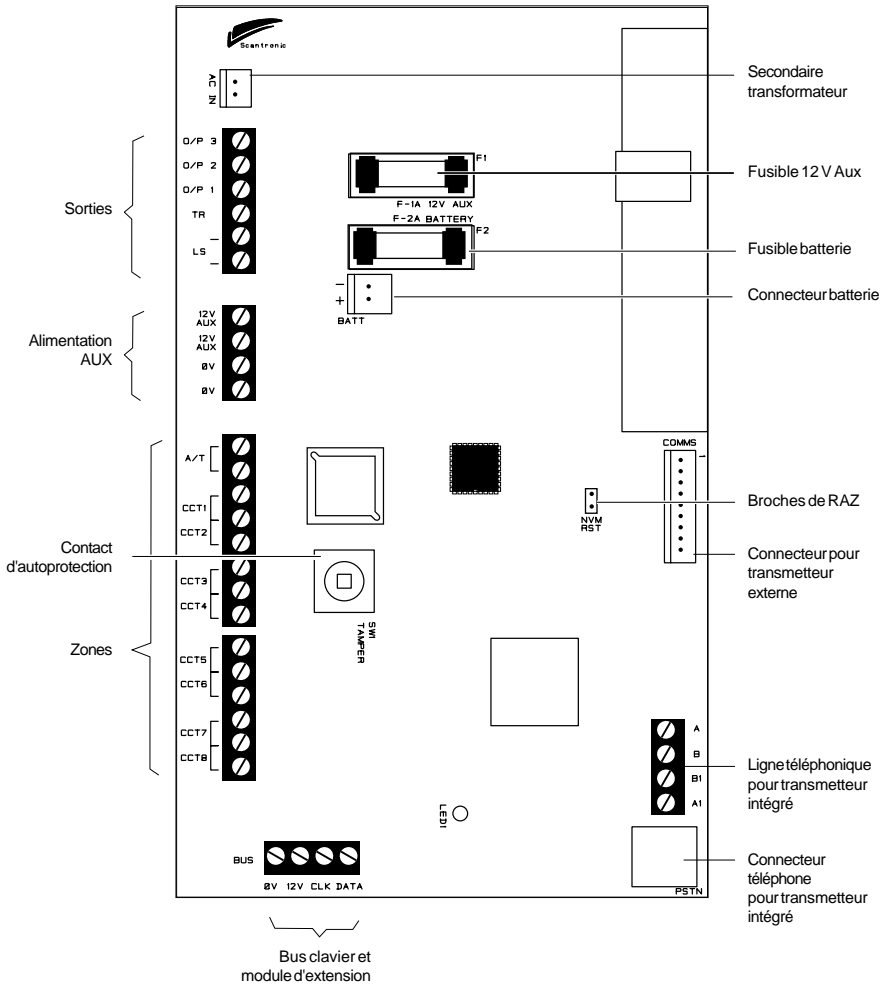 Scantronic
AC IN
Secondaire
transformateur
O/P 3
O/P 2
O/P 1
TR
LS
Sorties
F1
F-1A 12V AUX
Fusible 12 V Aux
F-2A BATTERY
F2
Fusible batterie
BATT
Connecteur batterie
12V
AUX
12V
AUX
0V
0V
Alimentation
AUX
A/T
CCT1
CCT2
CCT3
CCT4
CCT5
CCT6
CCT7
CCT8
Zones
Contact
d'autoprotection
SW1
TAMPER
COMMS
1
NVM
RST
Broches de RAZ
Connecteur pour
transmetteur
externe
A
B
B1
A1
Ligne téléphonique
pour transmetteur
intégré
LED1
BUS
0V 12V CLK DATA
Bus clavier et
module d'extension
PSTN
Connecteur
téléphone
pour transmetteur
intégré